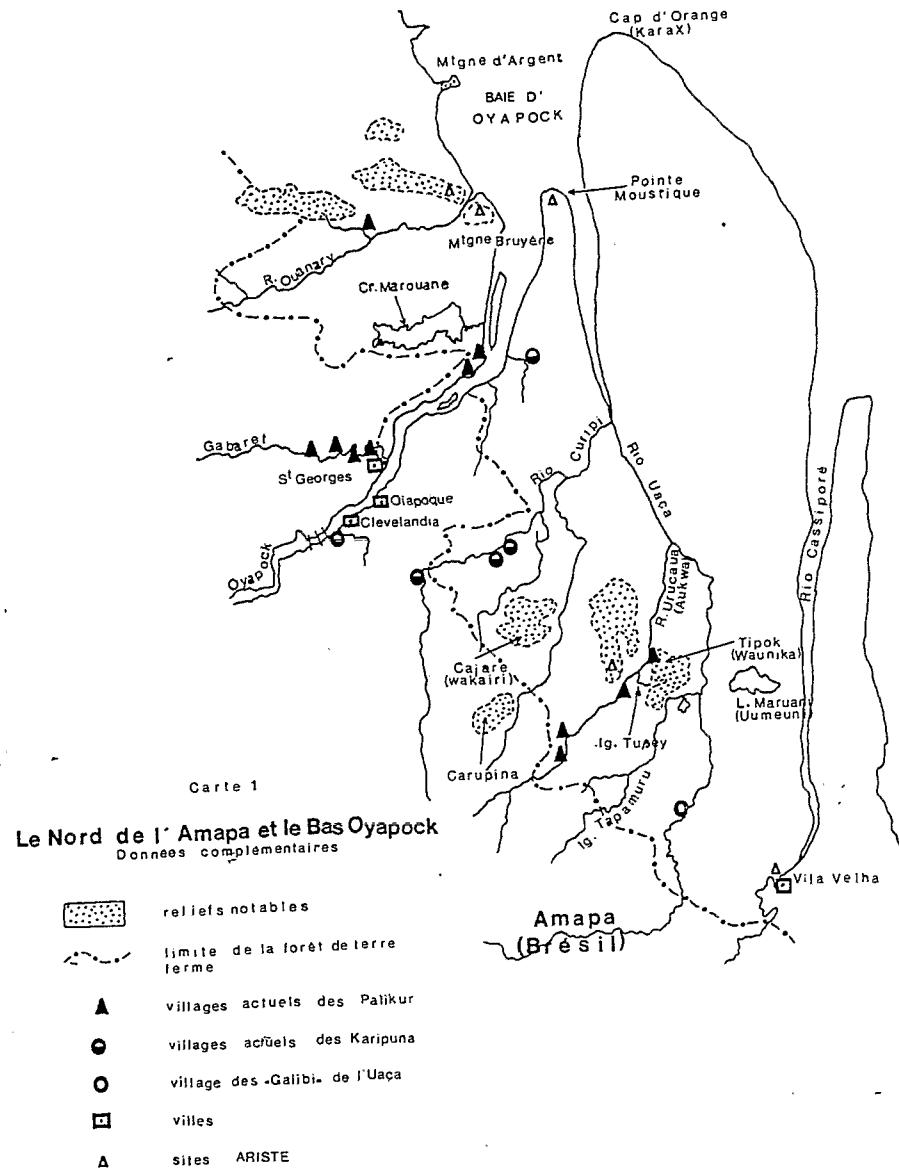 Cap d'Orange
(KaraX)
Mtgne d'Argent
BAIE D'
OYAPOCK
Pointe
Moustique
Mtgne Bruyère
R. Ouanary
Cr. Marouane
Gabaret
St Georges
Oiapoque
Clevelandia
Oyapock
Rio Curipi
Rio Uaça
Rio Cassiporé
R. Urucaua
(Aukwa)
Tipok
(Waunika)
Cajare
(wakairi)
L. Maruani
(Uumeuni)
Ig. Tupey
Carupina
Ig. Tapamuru
Vila Velha
Amapa
(Brésil)
Carte 1
Le Nord de l'Amapa et le Bas Oyapock
Données complémentaires
reliefs notables
limite de la forêt de terre
ferme
villages actuels des Palikur
villages actuels des Karipuna
village des -Galibi- de l'Uaça
villes
sites ARISTE